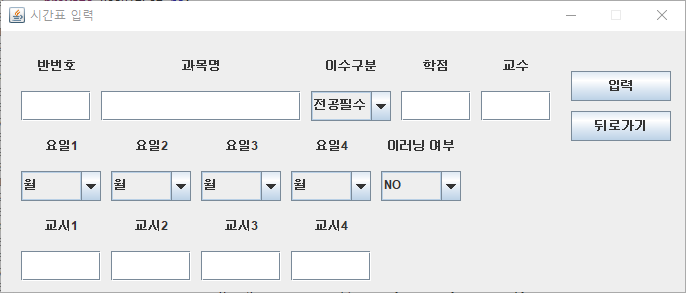 시간표 입력
반번호 과목명 이수구분 학점 교수
전공필수
입력
뒤로가기
요일1 요일2 요일3 요일4 이러닝 여부
월 월 월 월 NO
교시1 교시2 교시3 교시4